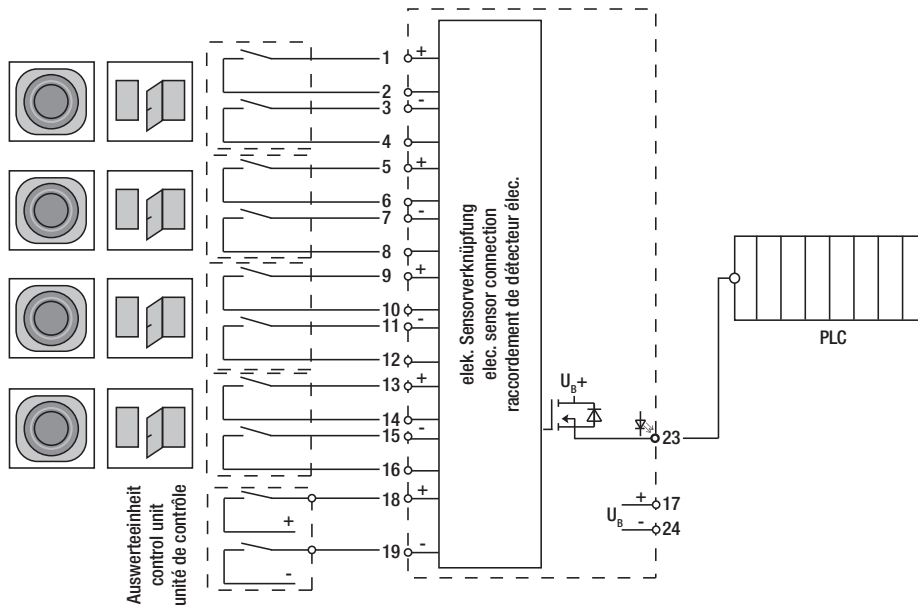 1 +
2
3 -
4
5 +
6
7 -
8
9 +
10
11 -
12
13 +
14
15 -
16
18 +
+
19 -
-
Auswerteeinheit
control unit
unité de contrôle
elek. Sensorverknüpfung
elec. sensor connection
raccordement de détecteur élec.
U_B+
23
+ 17
U_B
- 24
PLC